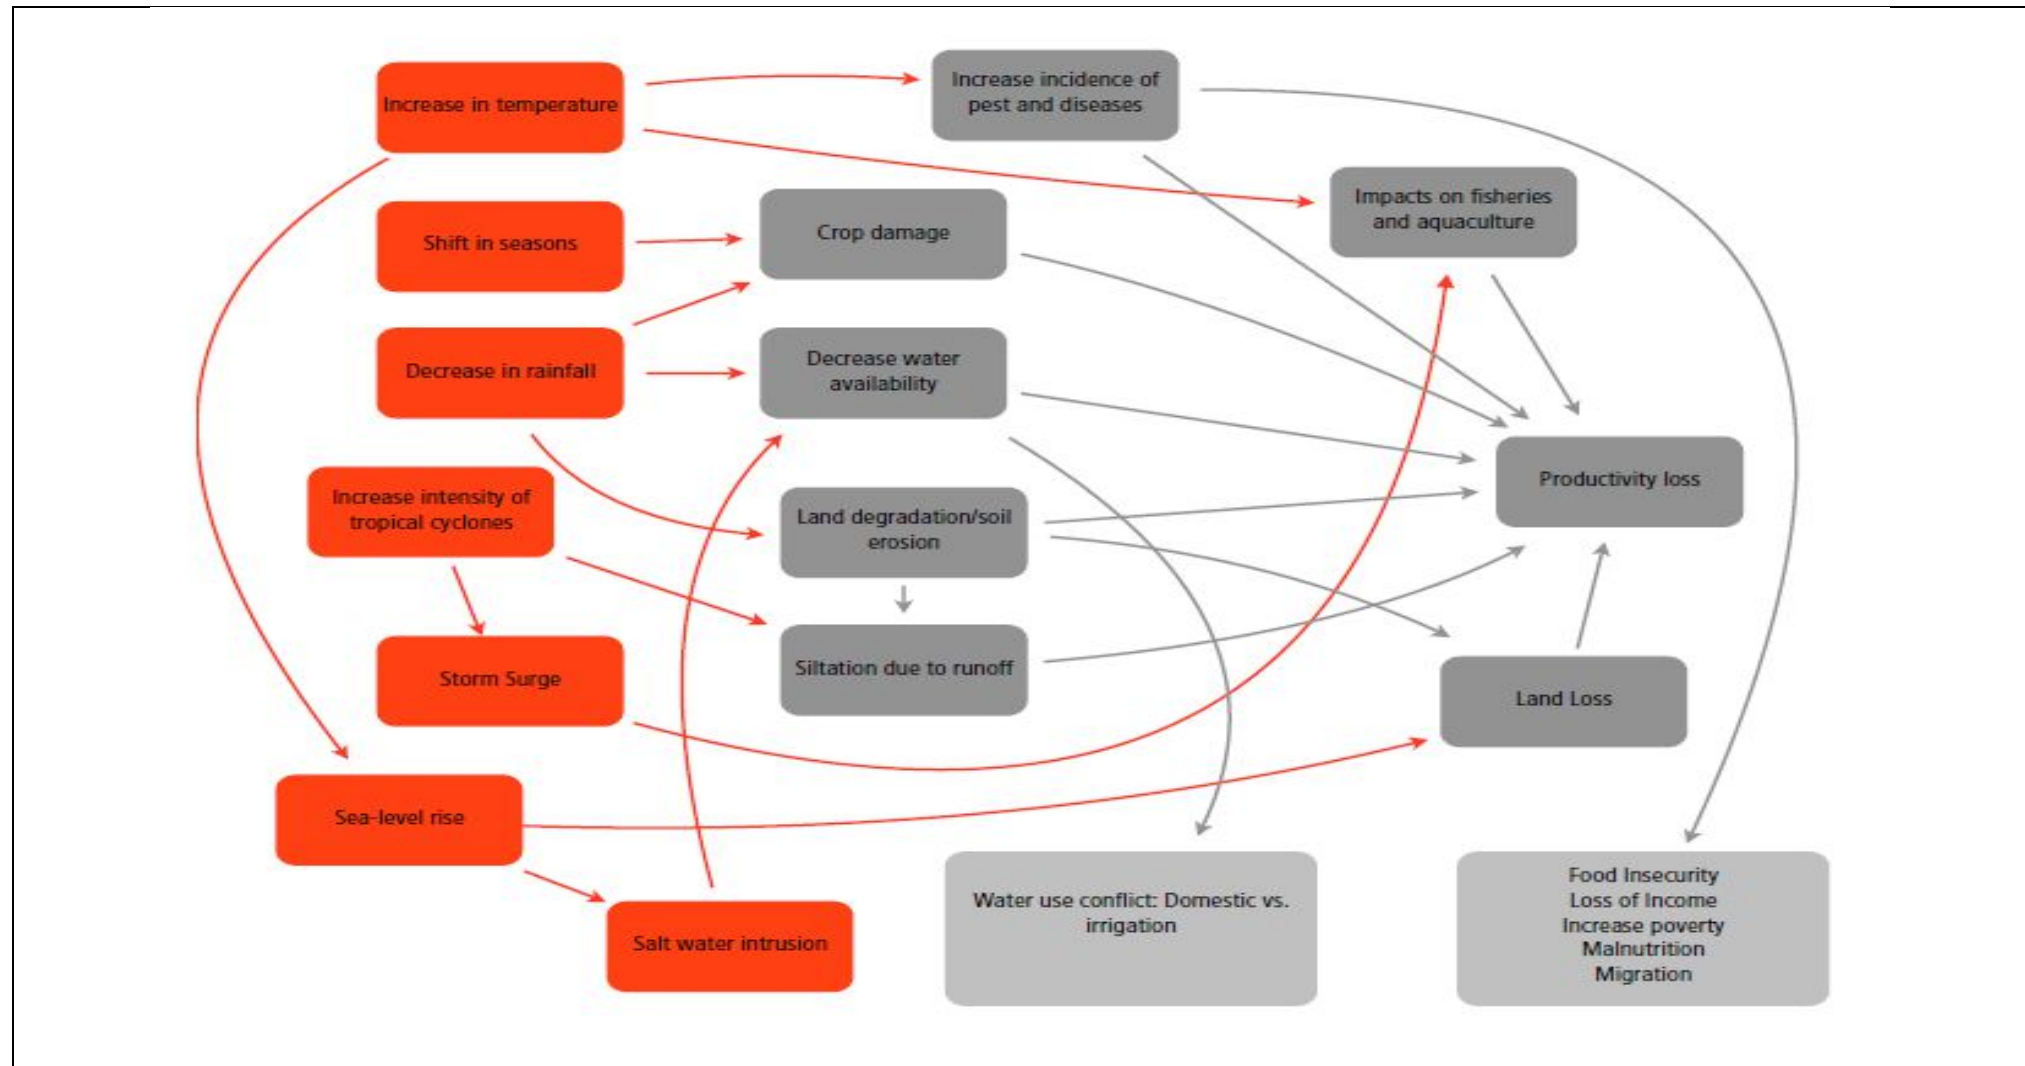 Increase in temperature
Increase incidence of
pest and diseases
Impacts on fisheries
and aquaculture
Shift in seasons
Crop damage
Decrease in rainfall
Decrease water
availability
Increase intensity of
tropical cyclones
Land degradation/soil
erosion
Productivity loss
Storm Surge
Siltation due to runoff
Land Loss
Sea-level rise
Salt water intrusion
Water use conflict: Domestic vs.
irrigation
Food Insecurity
Loss of Income
Increase poverty
Malnutrition
Migration